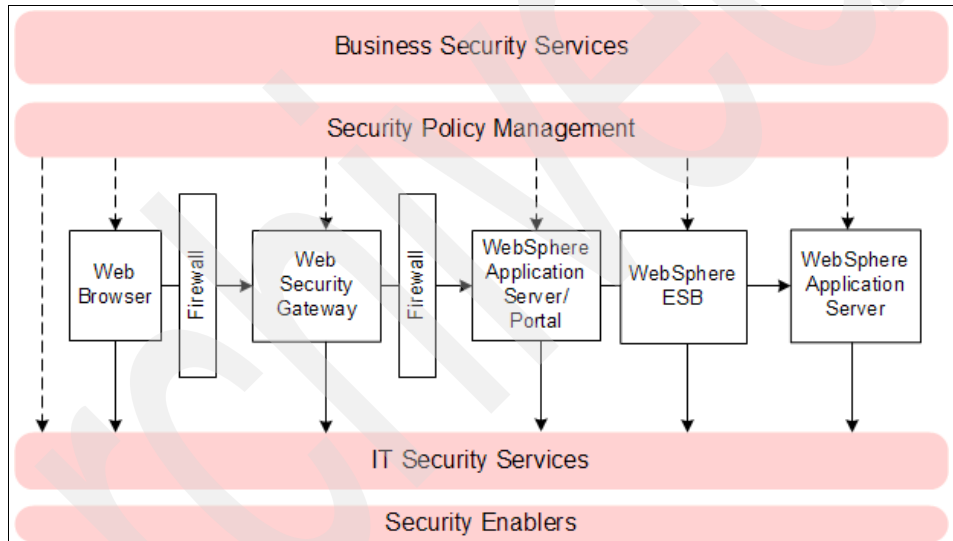 Business Security Services
Security Policy Management
Web
Browser
Firewall
Web
Security
Gateway
Firewall
WebSphere
Application
Server/
Portal
WebSphere
ESB
WebSphere
Application
Server
IT Security Services
Security Enablers